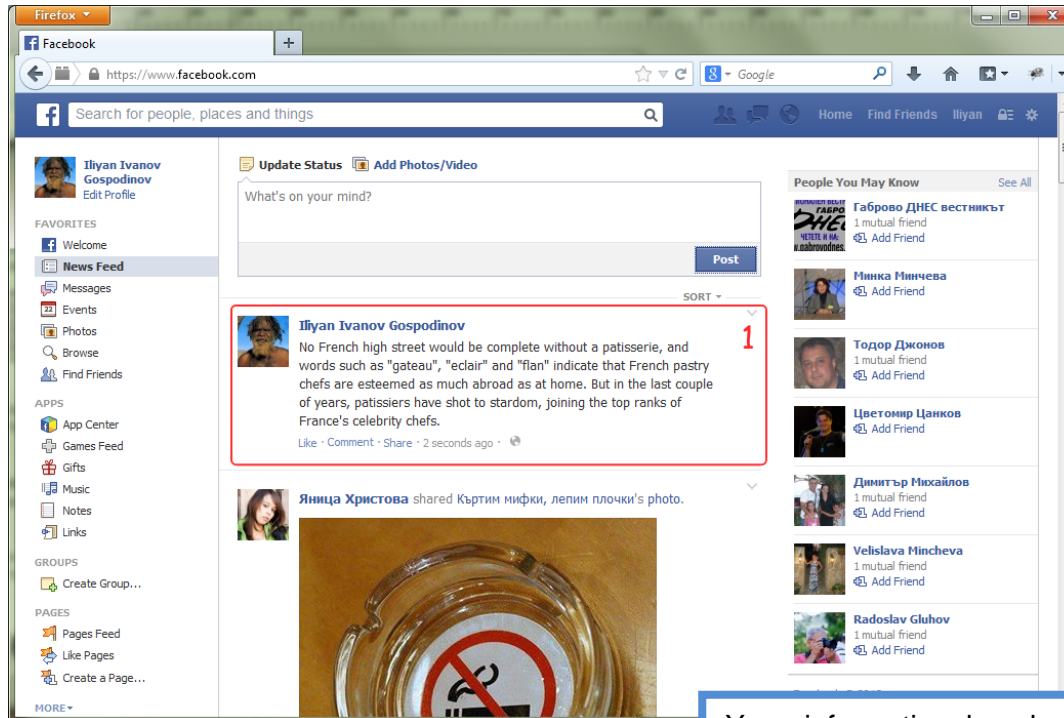 Firefox
Facebook
https://www.facebook.com
Google
Search for people, places and things
Home Find Friends Iliyan
Iliyan Ivanov
Gospodinov
Edit Profile
FAVORITES
Welcome
News Feed
Messages
22 Events
Photos
Browse
Find Friends
APPS
App Center
Games Feed
Gifts
Music
Notes
Links
GROUPS
Create Group...
PAGES
Pages Feed
Like Pages
Create a Page...
MORE
Update Status Add Photos/Video
What's on your mind?
Post
SORT
1
Iliyan Ivanov Gospodinov
No French high street would be complete without a patisserie, and
words such as "gateau", "eclair" and "flan" indicate that French pastry
chefs are esteemed as much abroad as at home. But in the last couple
of years, patissiers have shot to stardom, joining the top ranks of
France's celebrity chefs.
Like · Comment · Share · 2 seconds ago ·
Яница Христова shared Къртим мифки, лепим плочки's photo.
People You May Know See All
Габрово ДНЕС вестникът
1 mutual friend
Add Friend
Минка Минчева
Add Friend
Тодор Джонов
1 mutual friend
Add Friend
Цветомир Цанков
Add Friend
Димитър Михайлов
1 mutual friend
Add Friend
Velislava Mincheva
1 mutual friend
Add Friend
Radoslav Gluhov
1 mutual friend
Add Friend